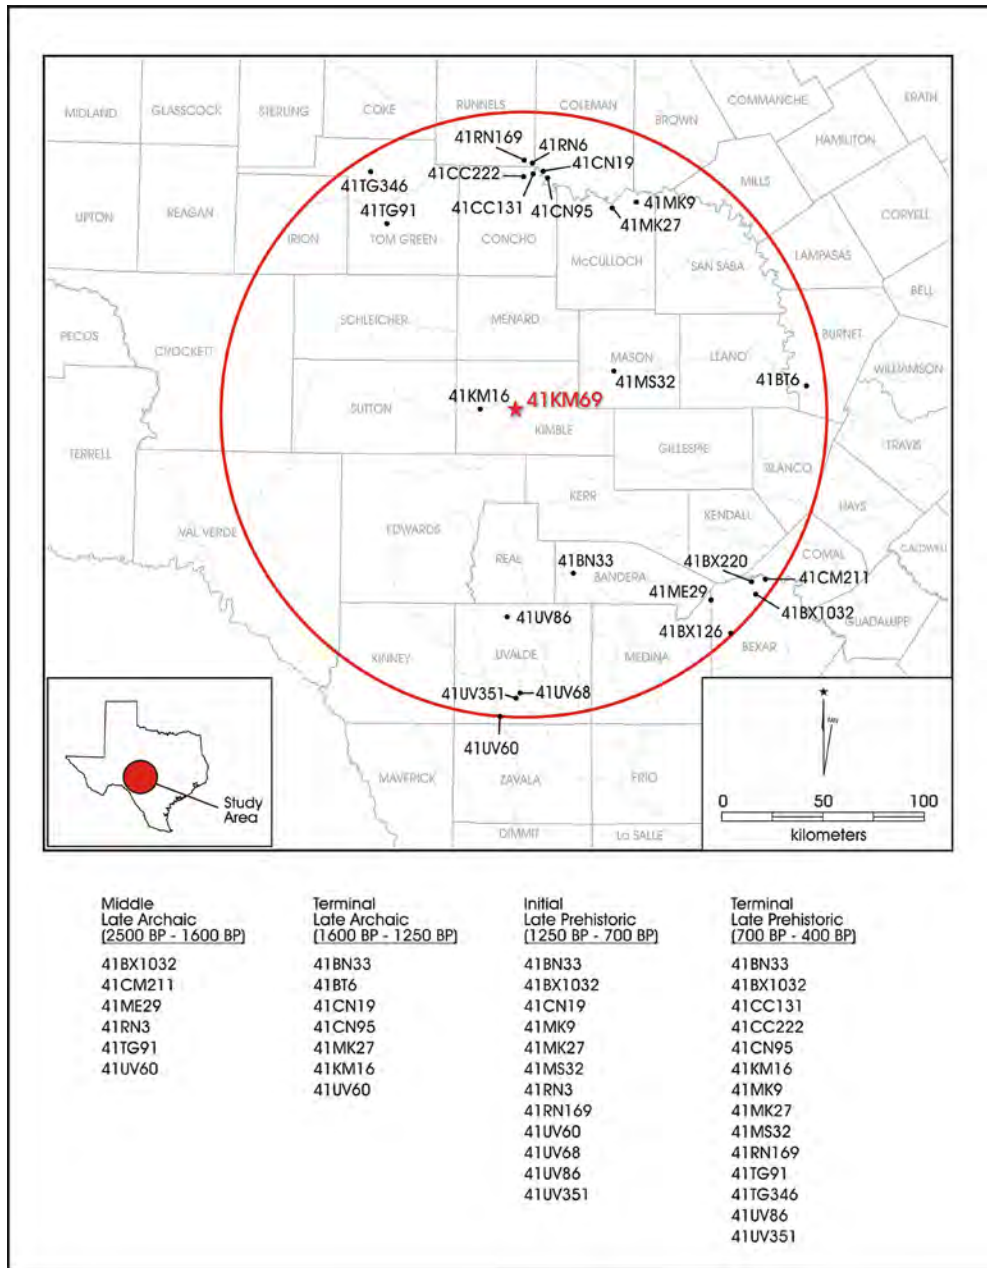 COMMANCHE
ERATH
MIDLAND
GLASSCOCK
STERLING
COKE
RUNNELS
COLEMAN
BROWN
HAMILTON
41RN169
41RN6
41CN19
41TG346
41CC222
MILLS
41TG91
41CC131
41CN95
41MK9
41MK27
CORYELL
UPTON
REAGAN
IRION
TOM GREEN
CONCHO
McCULLOCH
SAN SABA
LAMPASAS
BELL
SCHLEICHER
MENARD
BURNET
PECOS
CROCKETT
MASON
LLANO
WILLIAMSON
41MS32
41BT6
41KM16
41KM69
SUTTON
KIMBLE
TERRELL
GILLESPIE
BLANCO
TRAVIS
KERR
KENDALL
HAYS
VAL VERDE
EDWARDS
REAL
COMAL
CALDWELL
41BN33
BANDERA
41BX220
41CM211
41ME29
41BX1032
GUADALUPE
41UV86
41BX126
KINNEY
UVALDE
MEDINA
BEXAR
41UV351
41UV68
41UV60
MAVERICK
ZAVALA
FRIO
DIMMIT
La SALLE
Study
Area
MN
0 50 100
kilometers
Middle
Late Archaic
(2500 BP - 1600 BP)
41BX1032
41CM211
41ME29
41RN3
41TG91
41UV60
Terminal
Late Archaic
(1600 BP - 1250 BP)
41BN33
41BT6
41CN19
41CN95
41MK27
41KM16
41UV60
Initial
Late Prehistoric
(1250 BP - 700 BP)
41BN33
41BX1032
41CN19
41MK9
41MK27
41MS32
41RN3
41RN169
41UV60
41UV68
41UV86
41UV351
Terminal
Late Prehistoric
(700 BP - 400 BP)
41BN33
41BX1032
41CC131
41CC222
41CN95
41KM16
41MK9
41MK27
41MS32
41RN169
41TG91
41TG346
41UV86
41UV351